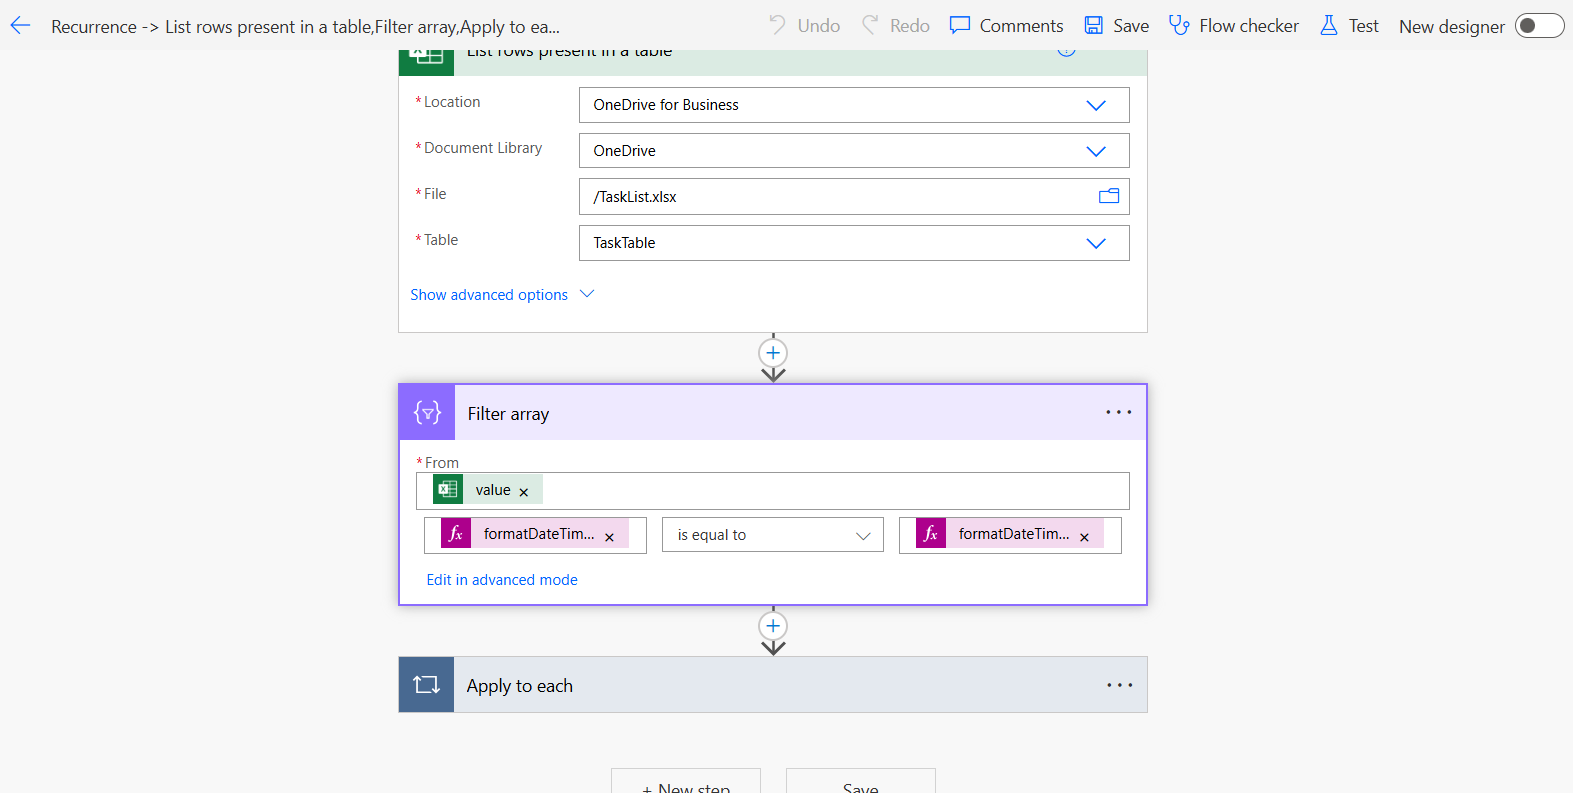 Recurrence -> List rows present in a table,Filter array,Apply to ea...
Undo
Redo
Comments
Save
Flow checker
Test
New designer
List rows present in a table
*Location
OneDrive for Business
*Document Library
OneDrive
*File
/TaskList.xlsx
*Table
TaskTable
Show advanced options
Filter array
*From
value ×
fx formatDateTim... ×
is equal to
fx formatDateTim... ×
Edit in advanced mode
Apply to each
+ New step
Save